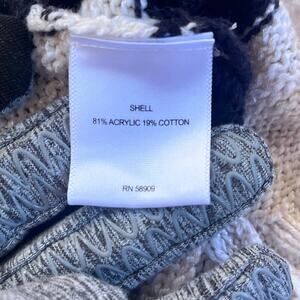 SHELL
81% ACRYLIC 19% COTTON
RN 58909